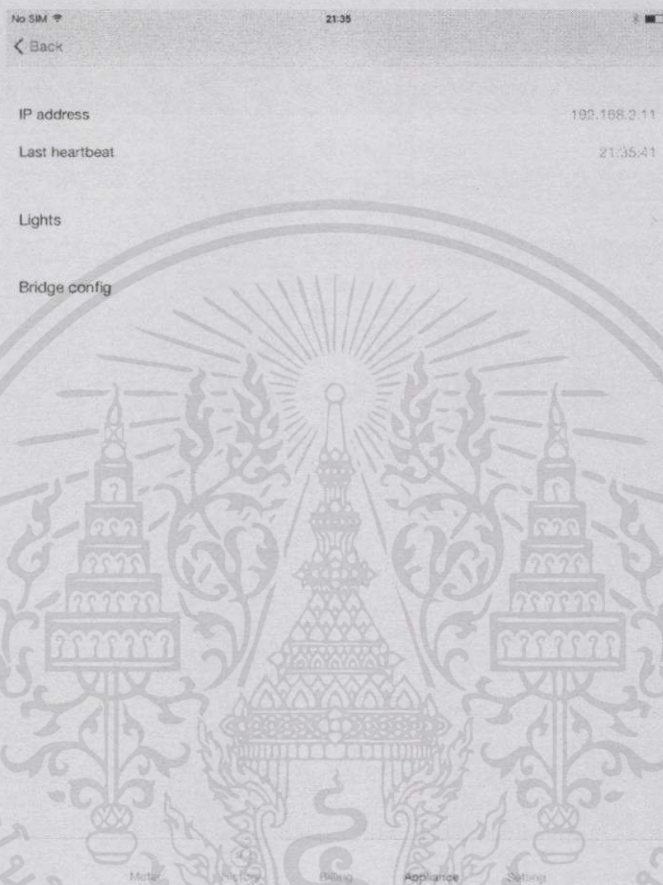 No SIM 21:35
Back
IP address 192.168.2.11
Last heartbeat 21:35:41
Lights
Bridge config
Meter History Billing Appliance Setting